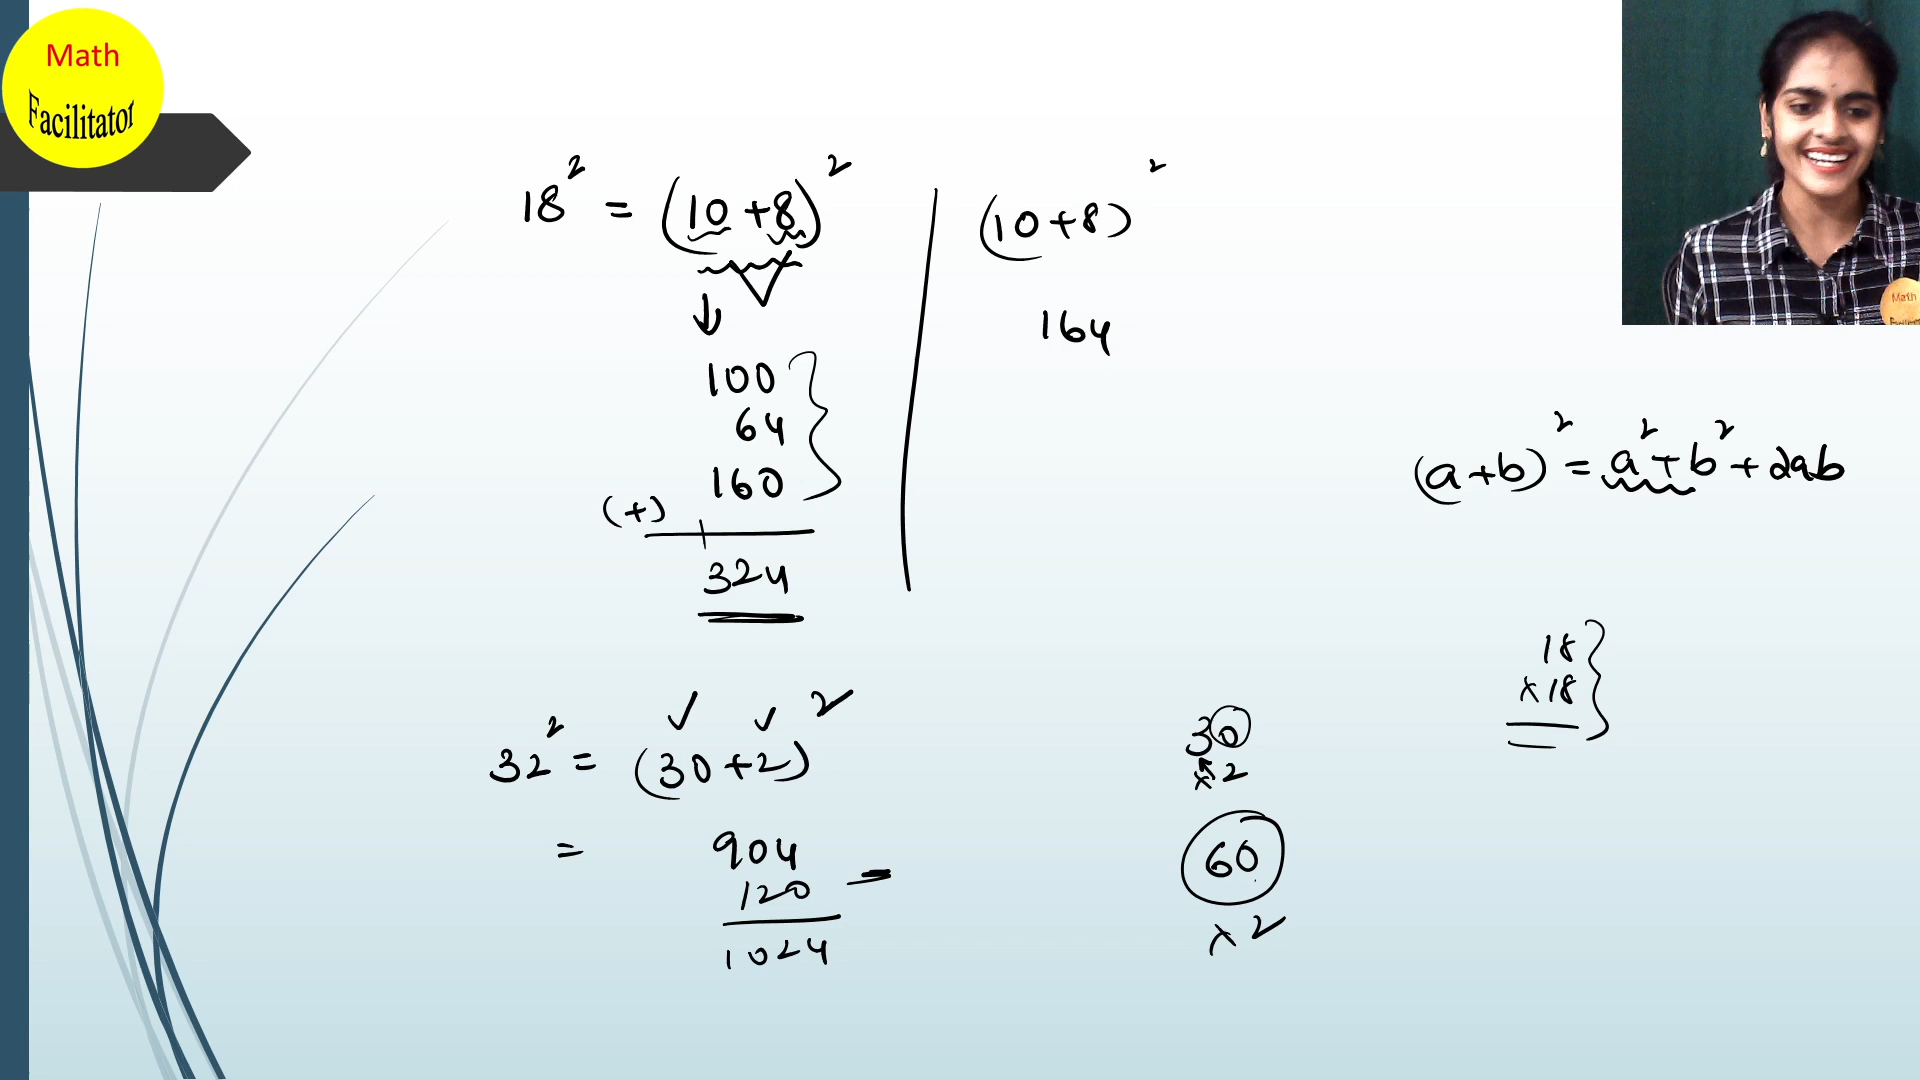 Math
Facilitator
18² = (10+8)²
100
64
160
(+)
324
(10+8)²
164
(a+b)² = a² + b² + 2ab
18
×18
32² = (30+2)²
= 904
120
1024
30
×2
60
×2
Math